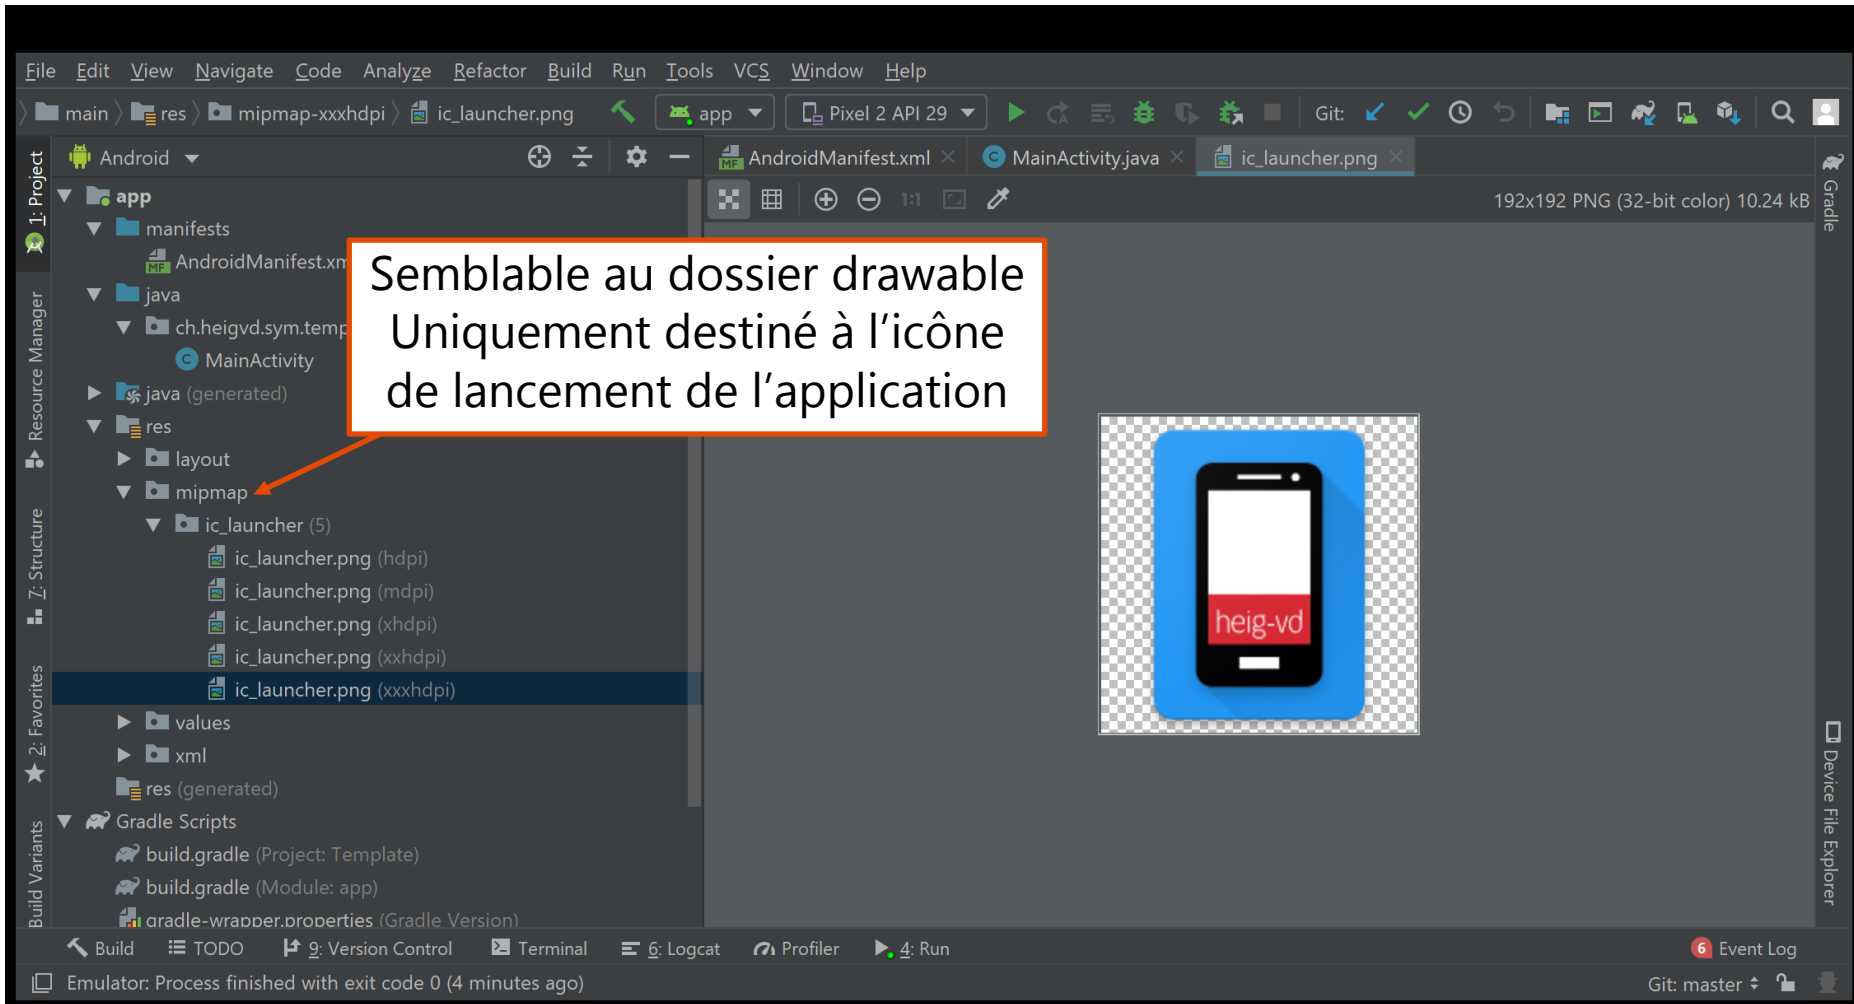 File Edit View Navigate Code Analyze Refactor Build Run Tools VCS Window Help
main res mipmap-xxxhdpi ic_launcher.png app Pixel 2 API 29 Git:
1: Project
Resource Manager
7: Structure
2: Favorites
Build Variants
Android
app
manifests
AndroidManifest.xm
java
ch.heigvd.sym.temp
MainActivity
java (generated)
res
layout
mipmap
ic_launcher (5)
ic_launcher.png (hdpi)
ic_launcher.png (mdpi)
ic_launcher.png (xhdpi)
ic_launcher.png (xxhdpi)
ic_launcher.png (xxxhdpi)
values
xml
res (generated)
Gradle Scripts
build.gradle (Project: Template)
build.gradle (Module: app)
gradle-wrapper.properties (Gradle Version)
Semblable au dossier drawable
Uniquement destiné à l’icône
de lancement de l’application
AndroidManifest.xml MainActivity.java ic_launcher.png
1:1 192x192 PNG (32-bit color) 10.24 kB
heig-vd
Gradle
Device File Explorer
Build TODO 9: Version Control Terminal 6: Logcat Profiler 4: Run 6 Event Log
Emulator: Process finished with exit code 0 (4 minutes ago) Git: master